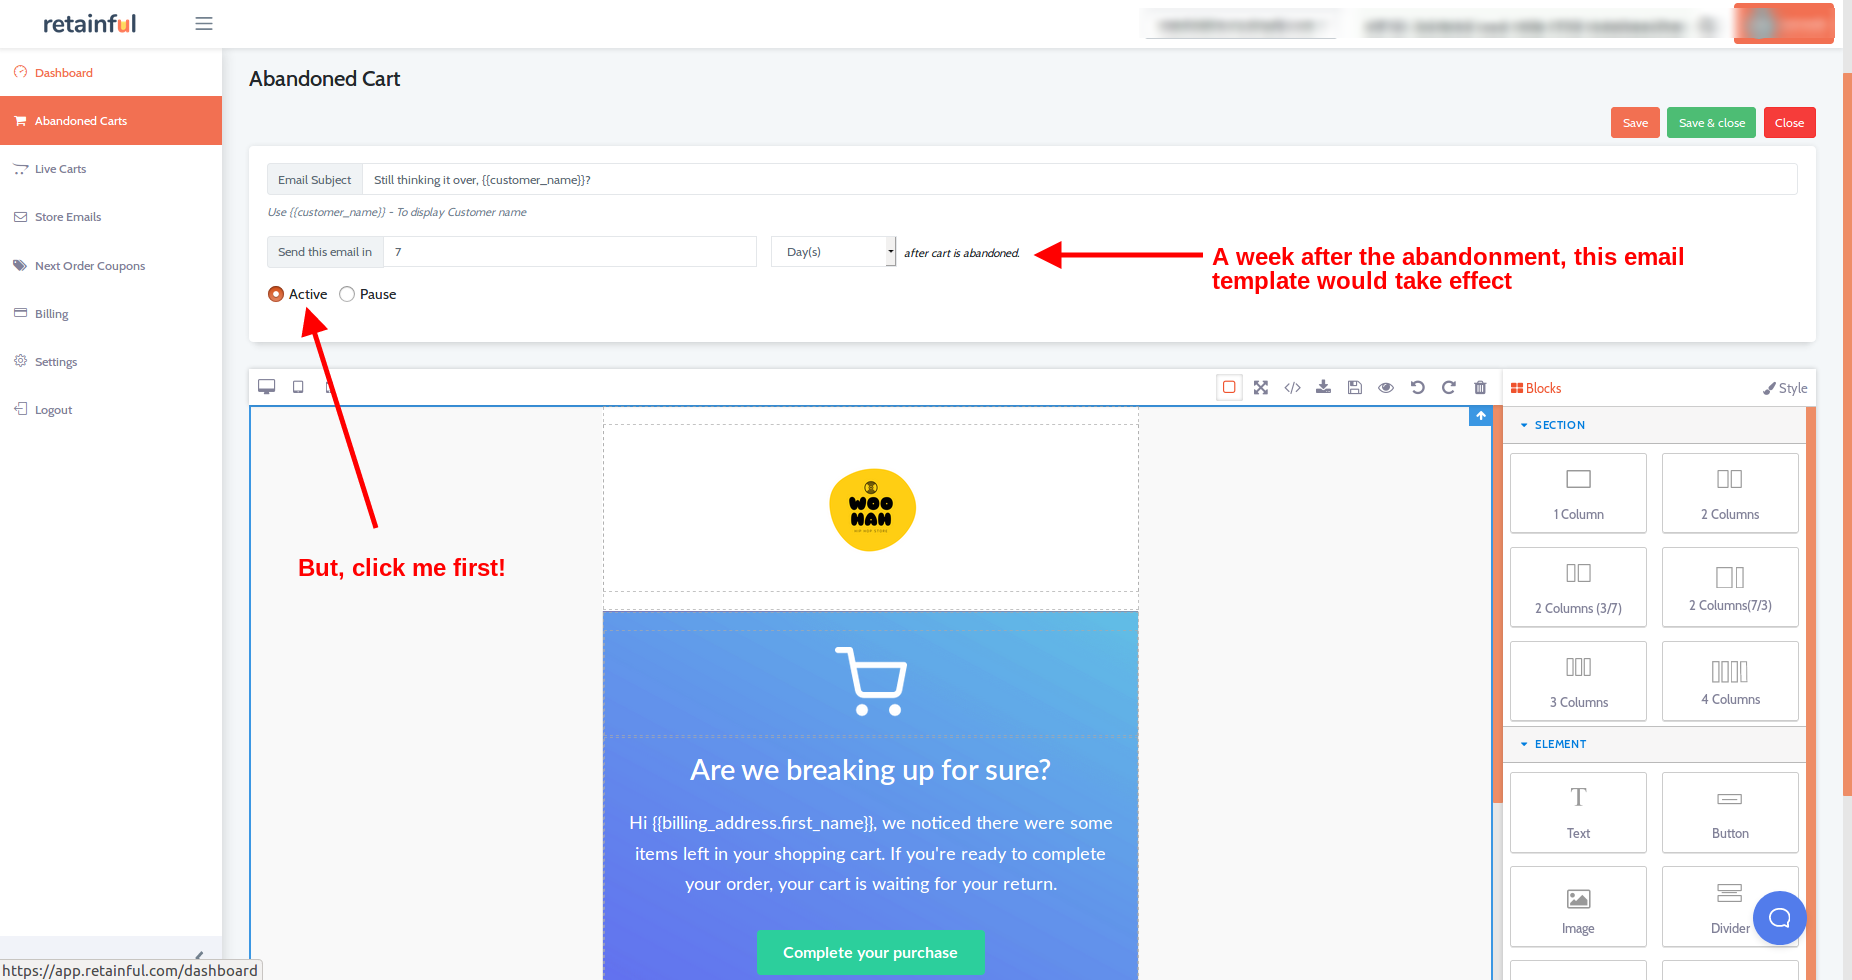 retainful
Dashboard
Abandoned Carts
Live Carts
Store Emails
Next Order Coupons
Billing
Settings
Logout
https://app.retainful.com/dashboard
Abandoned Cart
Save
Save & close
Close
Email Subject
Still thinking it over, {{customer_name}}?
Use {{customer_name}} - To display Customer name
Send this email in
7
Day(s)
after cart is abandoned.
A week after the abandonment, this email
template would take effect
Active
Pause
But, click me first!
WOO
HAH
Are we breaking up for sure?
Hi {{billing_address.first_name}}, we noticed there were some
items left in your shopping cart. If you're ready to complete
your order, your cart is waiting for your return.
Complete your purchase
Blocks
Style
SECTION
1 Column
2 Columns
2 Columns (3/7)
2 Columns(7/3)
3 Columns
4 Columns
ELEMENT
Text
Button
Image
Divider